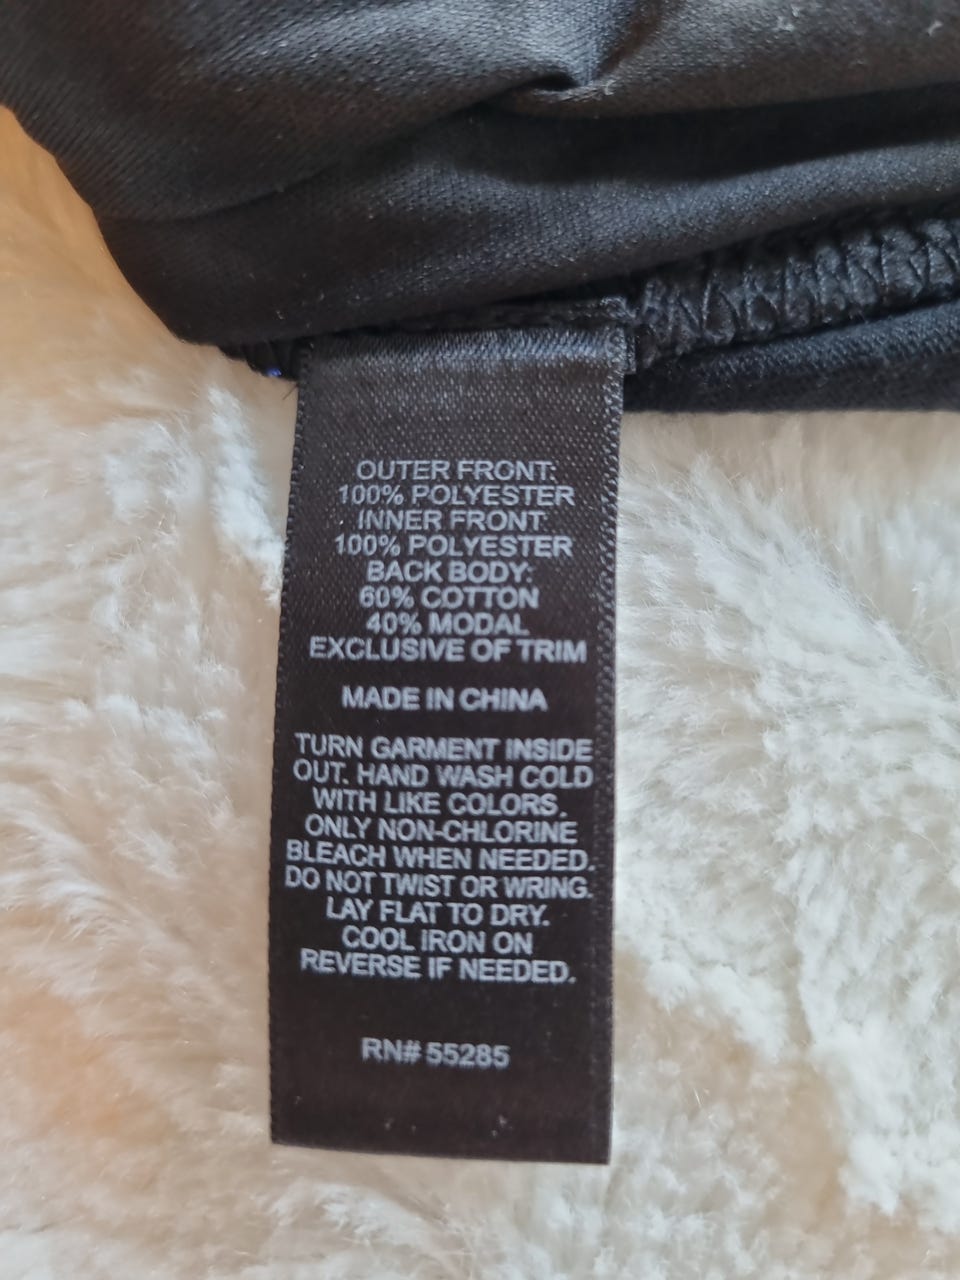 OUTER FRONT:
100% POLYESTER
INNER FRONT:
100% POLYESTER
BACK BODY:
60% COTTON
40% MODAL
EXCLUSIVE OF TRIM
MADE IN CHINA
TURN GARMENT INSIDE
OUT. HAND WASH COLD
WITH LIKE COLORS.
ONLY NON-CHLORINE
BLEACH WHEN NEEDED.
DO NOT TWIST OR WRING.
LAY FLAT TO DRY.
COOL IRON ON
REVERSE IF NEEDED.
RN# 55285